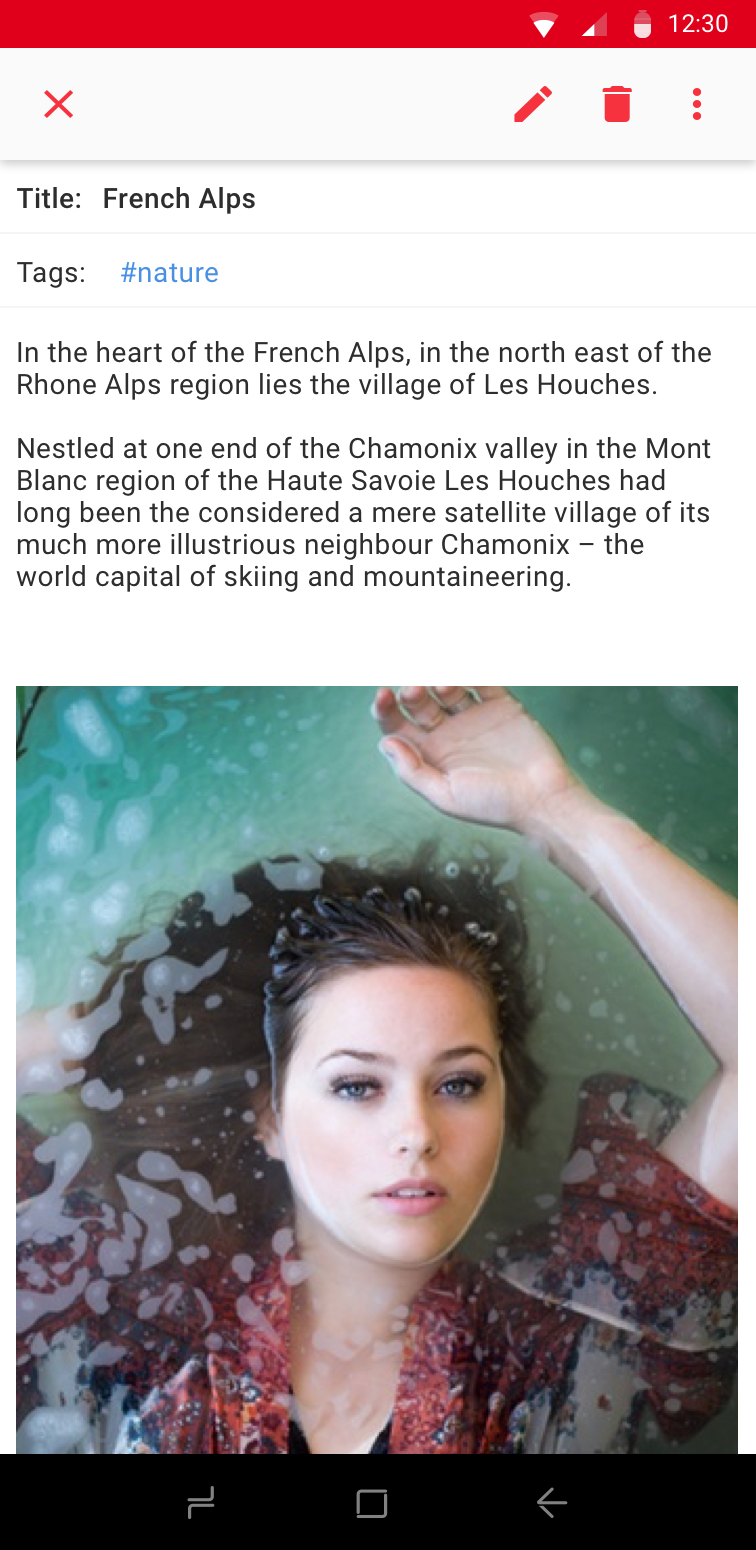 12:30
Title: French Alps
Tags: #nature
In the heart of the French Alps, in the north east of the
Rhone Alps region lies the village of Les Houches.
Nestled at one end of the Chamonix valley in the Mont
Blanc region of the Haute Savoie Les Houches had
long been the considered a mere satellite village of its
much more illustrious neighbour Chamonix – the
world capital of skiing and mountaineering.